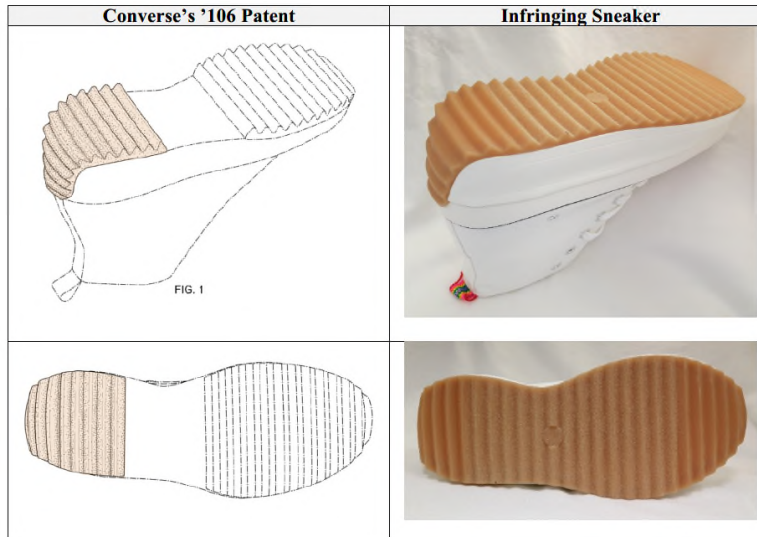 Converse’s ’106 Patent
Infringing Sneaker
FIG. 1